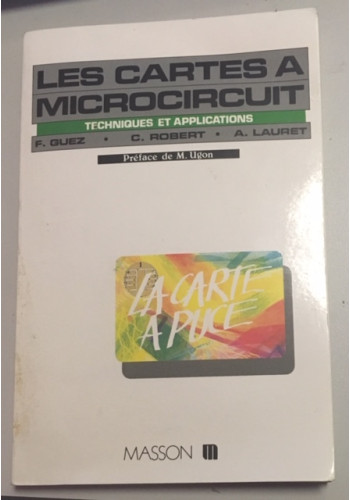 LES CARTES A
MICROCIRCUIT
TECHNIQUES ET APPLICATIONS
F. GUEZ • C. ROBERT • A. LAURET
Préface de M. Ugon
LA CARTE
A PUCE
MASSON m